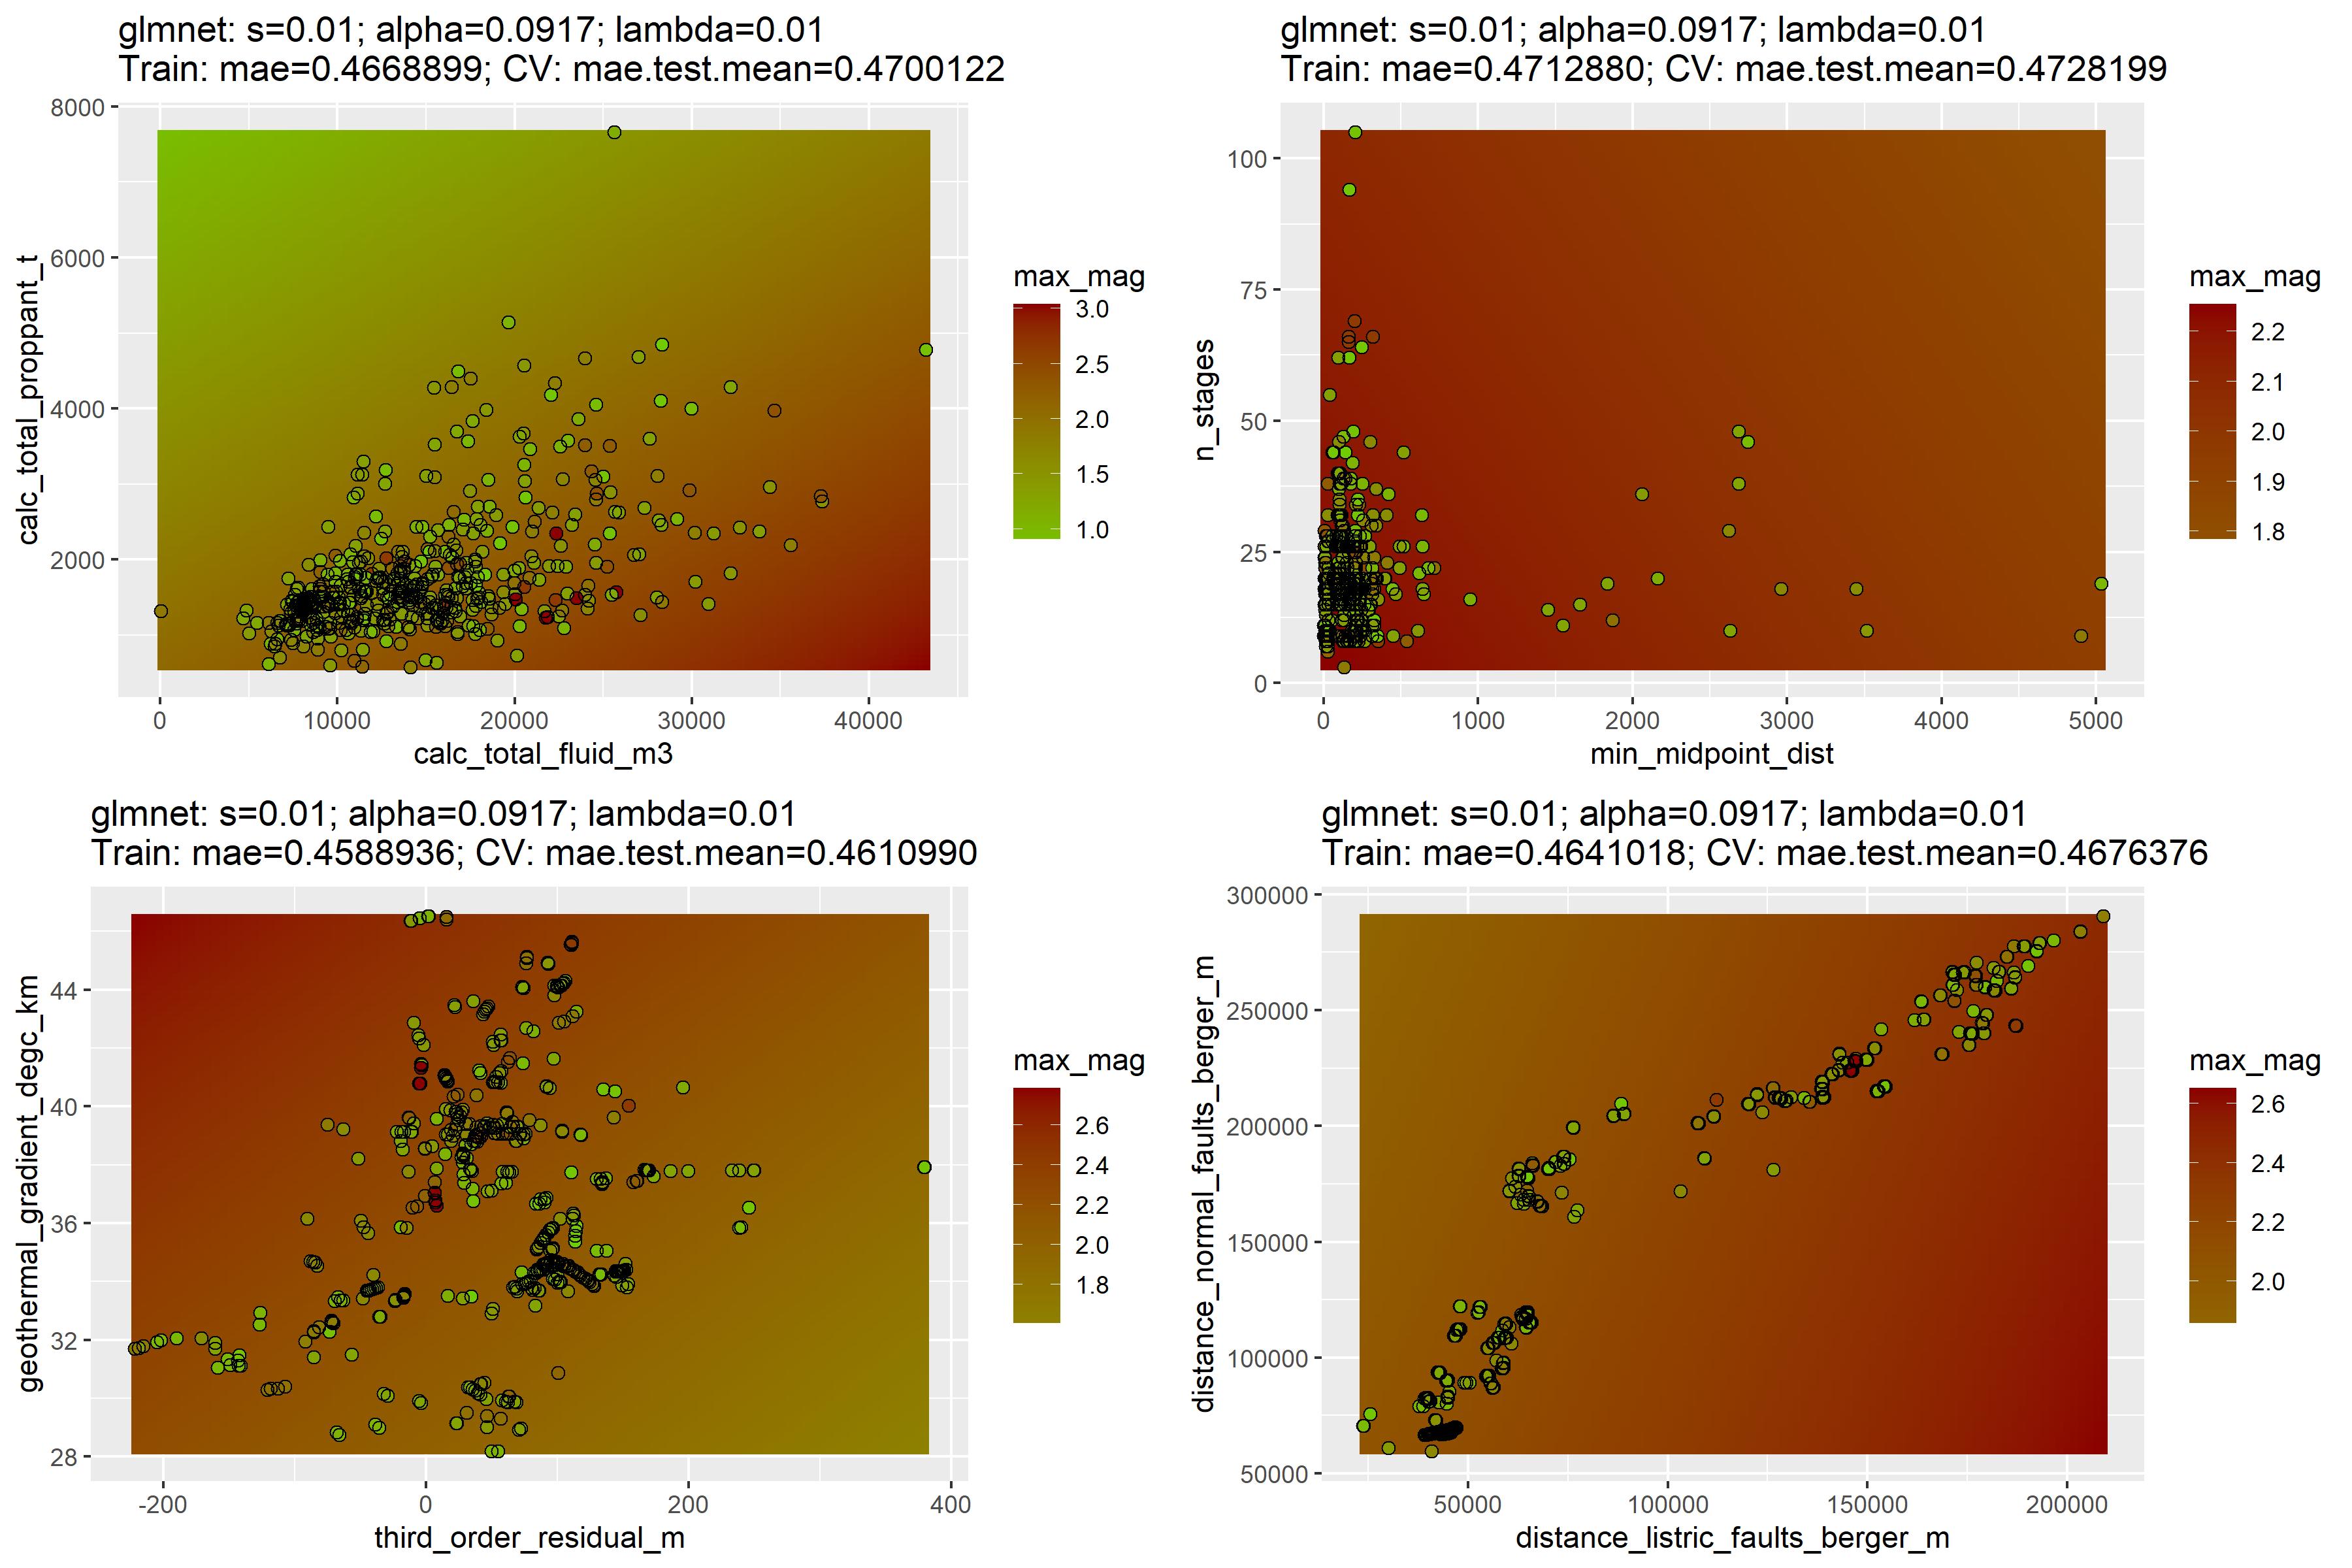 glmnet: s=0.01; alpha=0.0917; lambda=0.01
Train: mae=0.4668899; CV: mae.test.mean=0.4700122
8000
6000
4000
2000
calc_total_proppant_t
0 10000 20000 30000 40000
calc_total_fluid_m3
max_mag
3.0
2.5
2.0
1.5
1.0
glmnet: s=0.01; alpha=0.0917; lambda=0.01
Train: mae=0.4712880; CV: mae.test.mean=0.4728199
100
75
50
25
0
n_stages
0 1000 2000 3000 4000 5000
min_midpoint_dist
max_mag
2.2
2.1
2.0
1.9
1.8
glmnet: s=0.01; alpha=0.0917; lambda=0.01
Train: mae=0.4588936; CV: mae.test.mean=0.4610990
44
40
36
32
28
geothermal_gradient_degc_km
-200 0 200 400
third_order_residual_m
max_mag
2.6
2.4
2.2
2.0
1.8
glmnet: s=0.01; alpha=0.0917; lambda=0.01
Train: mae=0.4641018; CV: mae.test.mean=0.4676376
300000
250000
200000
150000
100000
50000
distance_normal_faults_berger_m
50000 100000 150000 200000
distance_listric_faults_berger_m
max_mag
2.6
2.4
2.2
2.0